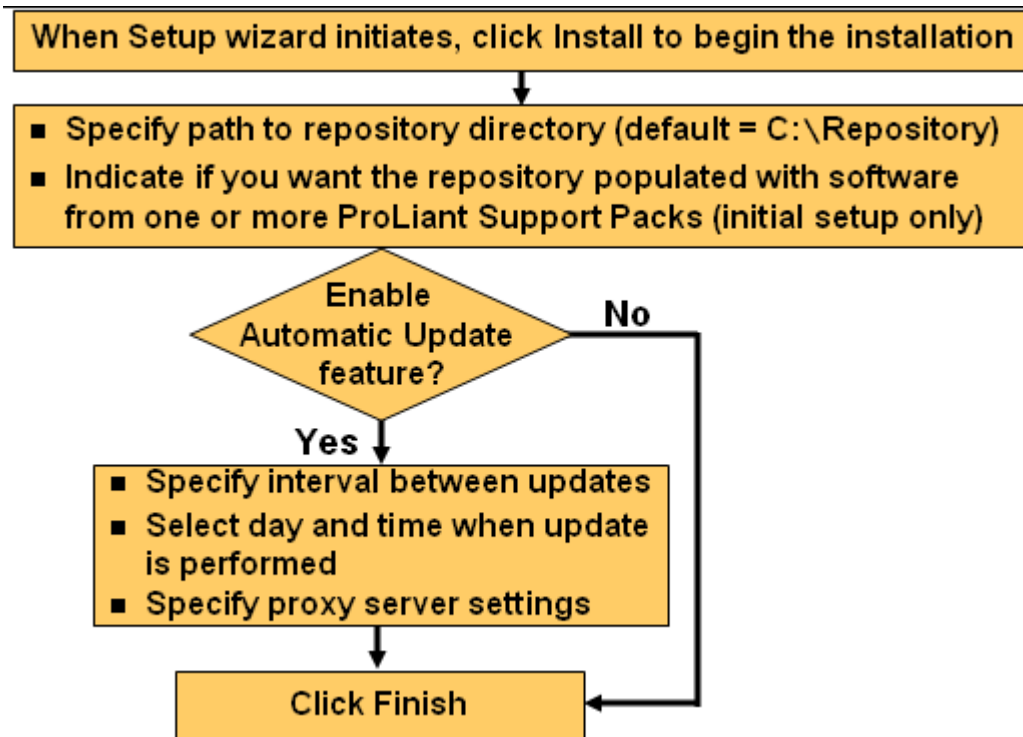 When Setup wizard initiates, click Install to begin the installation
▪ Specify path to repository directory (default = C:\Repository)
▪ Indicate if you want the repository populated with software
from one or more ProLiant Support Packs (initial setup only)
Enable
Automatic Update
feature?
No
Yes
▪ Specify interval between updates
▪ Select day and time when update
is performed
▪ Specify proxy server settings
Click Finish